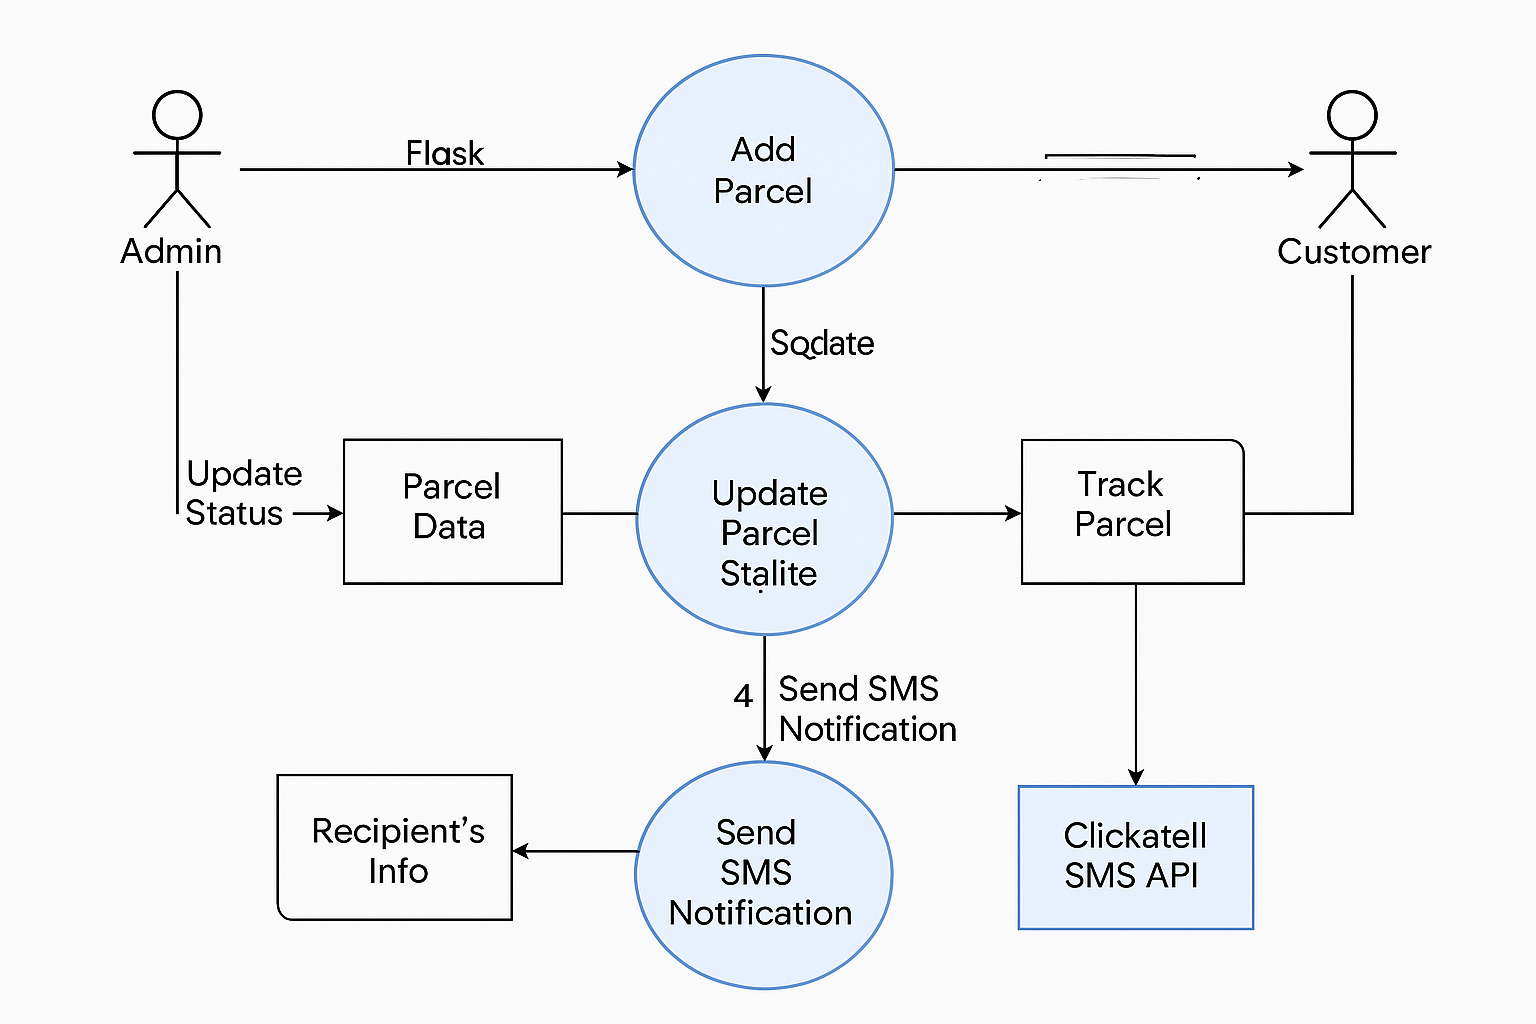 Flask
Add
Parcel
Admin
Customer
Sqdate
Update
Status
Parcel
Data
Update
Parcel
Stalite
Track
Parcel
4
Send SMS
Notification
Recipient’s
Info
Send
SMS
Notification
Clickatell
SMS API